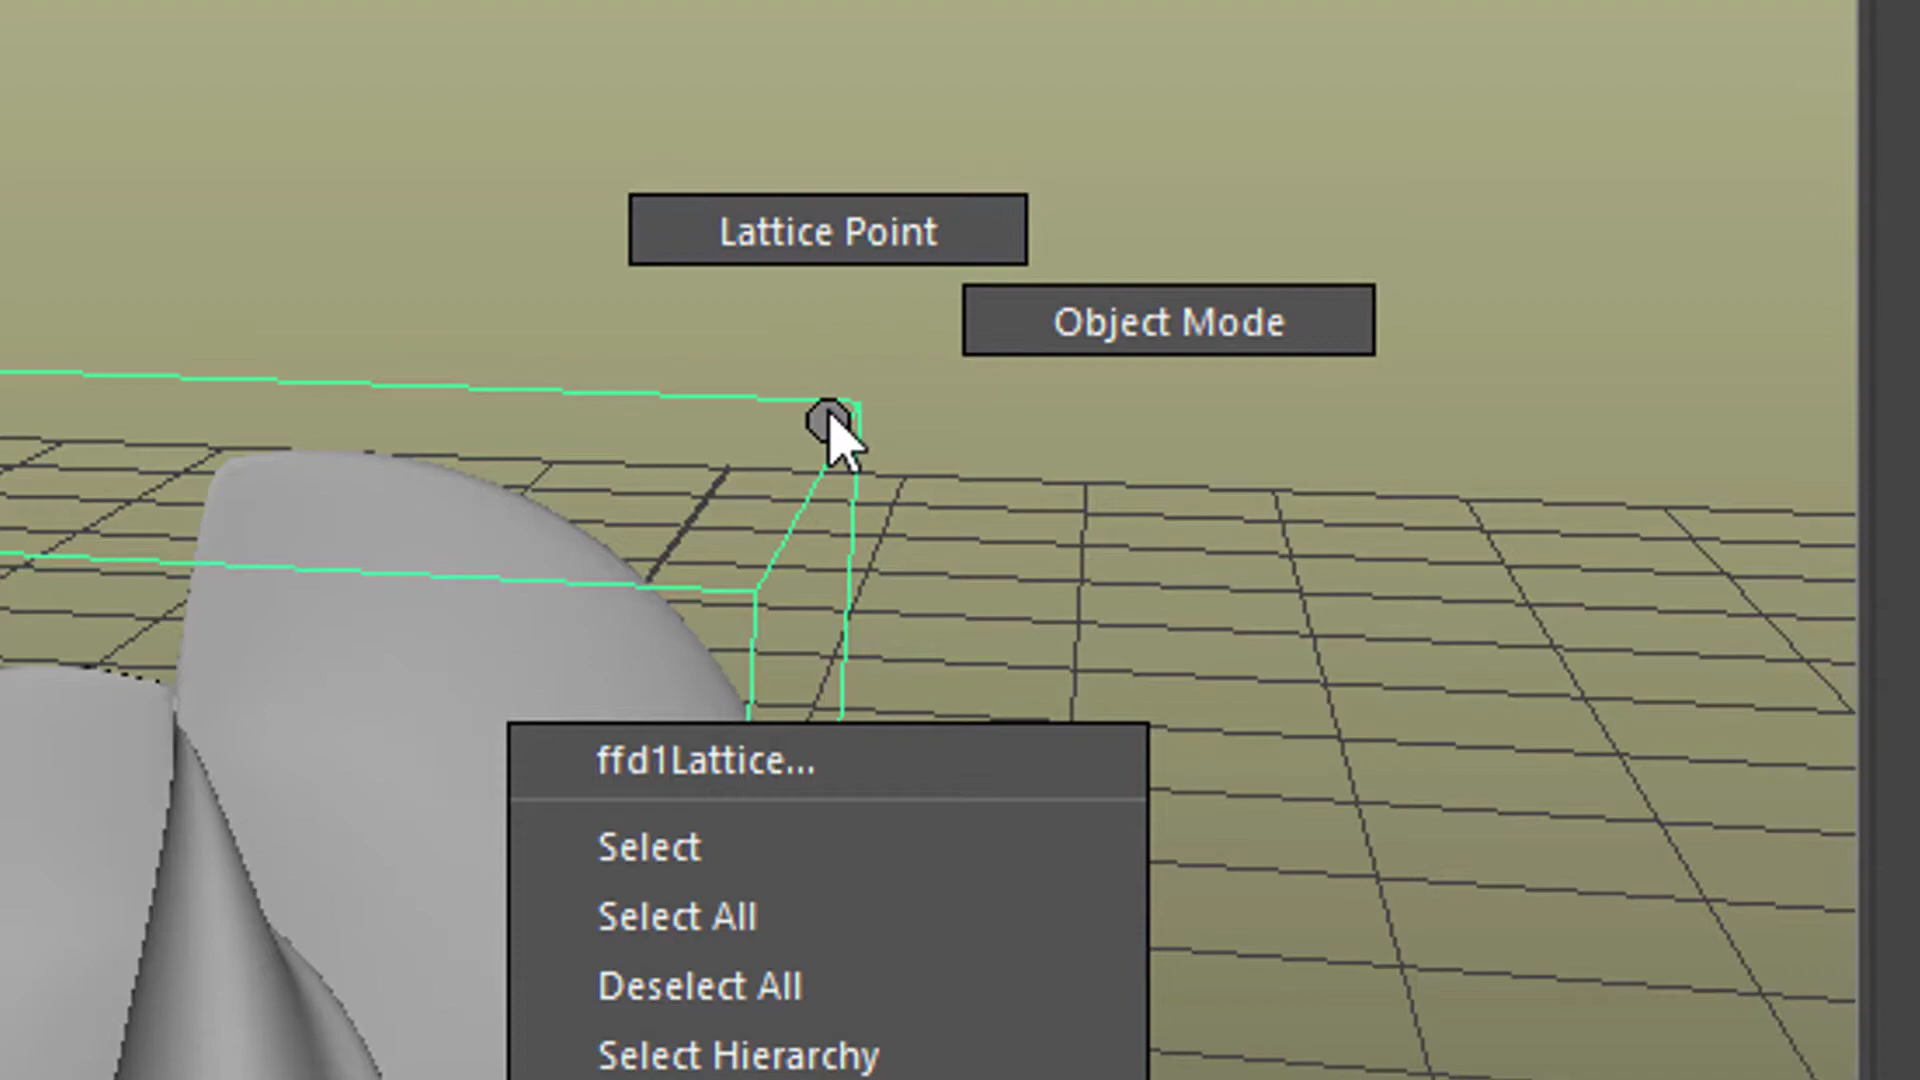 Lattice Point
Object Mode
ffd1Lattice...
Select
Select All
Deselect All
Select Hierarchy